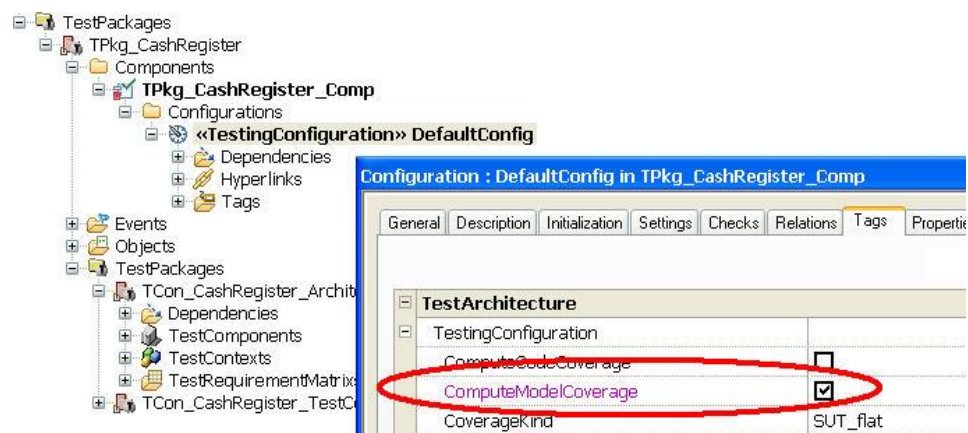 TestPackages
TPkg_CashRegister
Components
TPkg_CashRegister_Comp
Configurations
«TestingConfiguration» DefaultConfig
Dependencies
Hyperlinks
Tags
Events
Objects
TestPackages
TCon_CashRegister_Archit
Dependencies
TestComponents
TestContexts
TestRequirementMatrix
TCon_CashRegister_TestC
Configuration : DefaultConfig in TPkg_CashRegister_Comp
General Description Initialization Settings Checks Relations Tags Propertie
TestArchitecture
TestingConfiguration
ComputeCodeCoverage
ComputeModelCoverage
CoverageKind SUT_flat